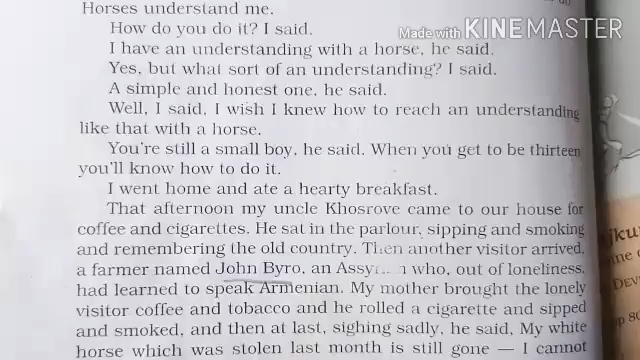 Made with KINEMASTER
Horses understand me.
How do you do it? I said.
I have an understanding with a horse, he said.
Yes, but what sort of an understanding? I said.
A simple and honest one, he said.
Well, I said, I wish I knew how to reach an understanding
like that with a horse.
You're still a small boy, he said. When you get to be thirteen
you'll know how to do it.
I went home and ate a hearty breakfast.
That afternoon my uncle Khosrove came to our house for
coffee and cigarettes. He sat in the parlour, sipping and smoking
and remembering the old country. Then another visitor arrived,
a farmer named John Byro, an who, out of loneliness,
had learned to speak Armenian. My mother brought the lonely
visitor coffee and tobacco and he rolled a cigarette and sipped
and smoked, and then at last, sighing sadly, he said, My white
horse which was stolen last month is still gone — I cannot